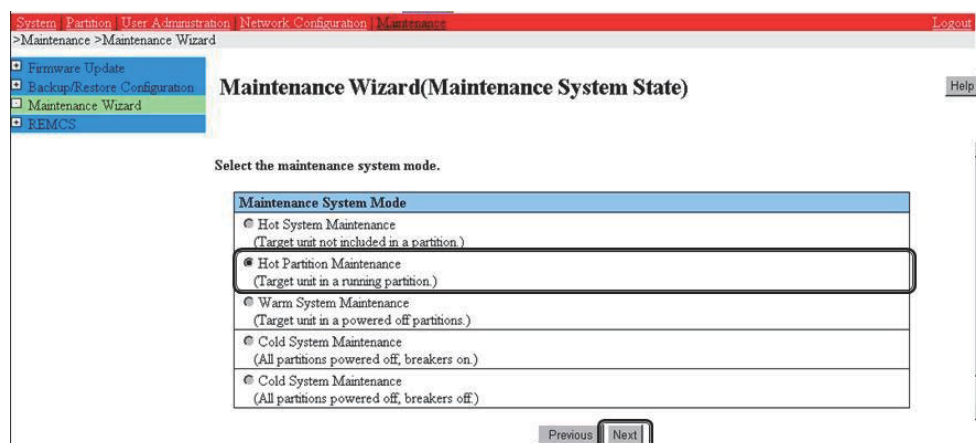 System | Partition | User Administration | Network Configuration | Maintenance Logout
>Maintenance >Maintenance Wizard
Firmware Update
Backup/Restore Configuration
Maintenance Wizard
REMCS
Maintenance Wizard(Maintenance System State)
Help
Select the maintenance system mode.
Maintenance System Mode
Hot System Maintenance
(Target unit not included in a partition.)
Hot Partition Maintenance
(Target unit in a running partition.)
Warm System Maintenance
(Target unit in a powered off partitions.)
Cold System Maintenance
(All partitions powered off, breakers on.)
Cold System Maintenance
(All partitions powered off, breakers off.)
Previous Next